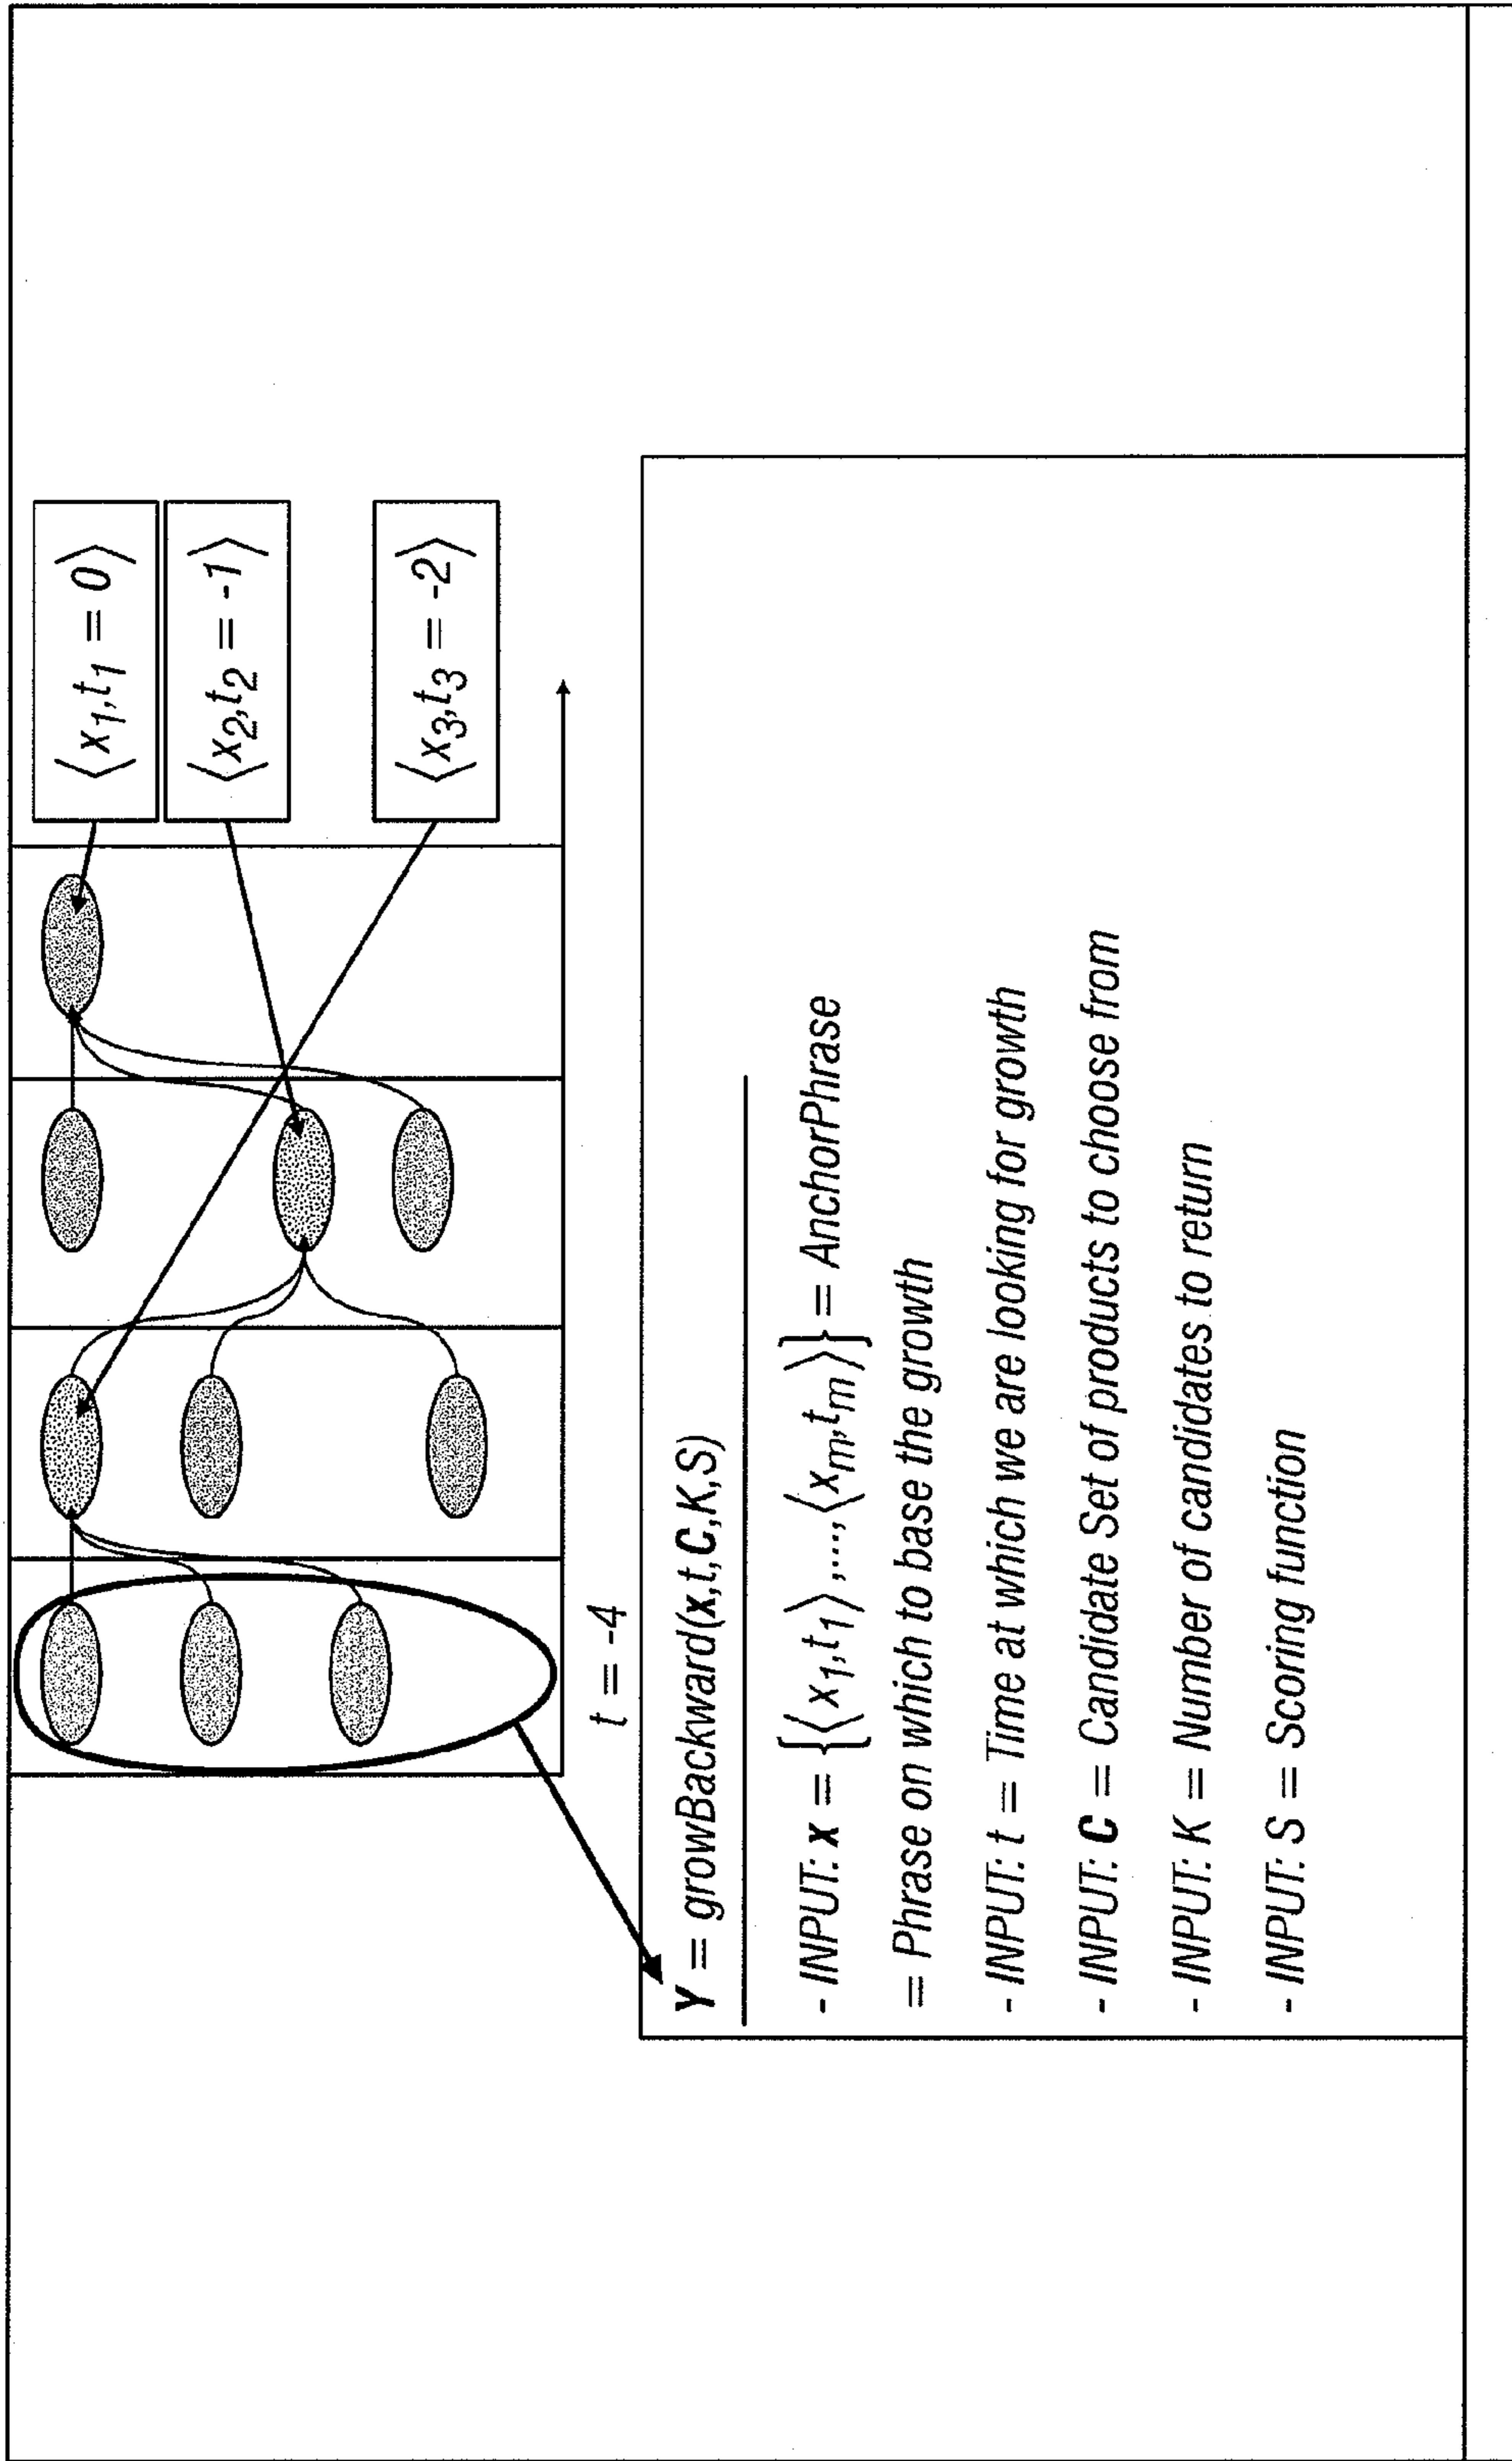 ⟨x₁,t₁ = 0⟩
⟨x₂,t₂ = -1⟩
⟨x₃,t₃ = -2⟩
t = -4
Y = growBackward(x,t,C,K,S)
- INPUT: x = {⟨x₁,t₁⟩,....,⟨xₘ,tₘ⟩} = AnchorPhrase
= Phrase on which to base the growth
- INPUT: t = Time at which we are looking for growth
- INPUT: C = Candidate Set of products to choose from
- INPUT: K = Number of candidates to return
- INPUT: S = Scoring function